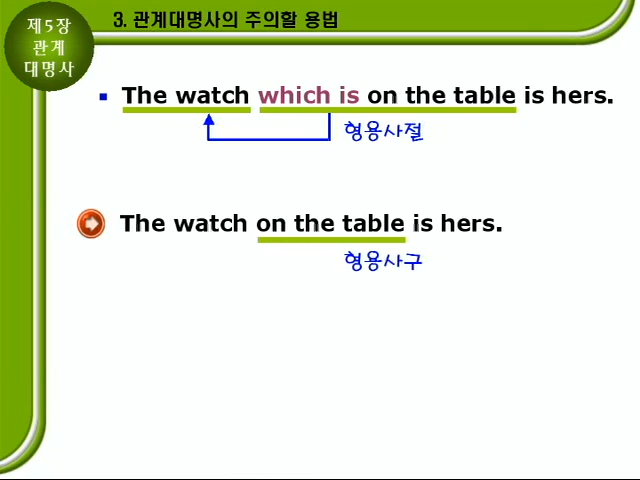 제5장
관계
대명사
3. 관계대명사의 주의할 용법
The watch which is on the table is hers.
형용사절
The watch on the table is hers.
형용사구